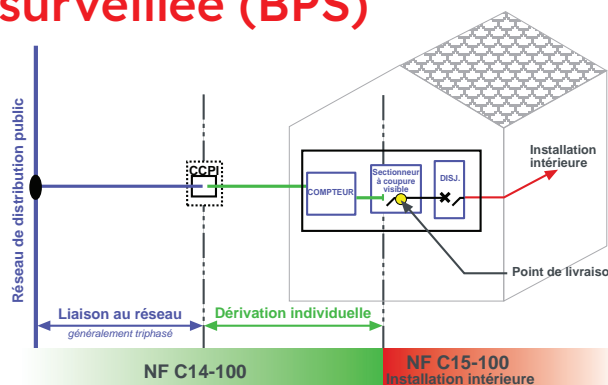 surveillée (BPS)
Réseau de distribution public
CCPI
COMPTEUR
Sectionneur
à coupure
visible
DISJ.
Installation
intérieure
Point de livraiso
Liaison au réseau
généralement triphasé
Dérivation individuelle
NF C14-100
NF C15-100
Installation intérieure